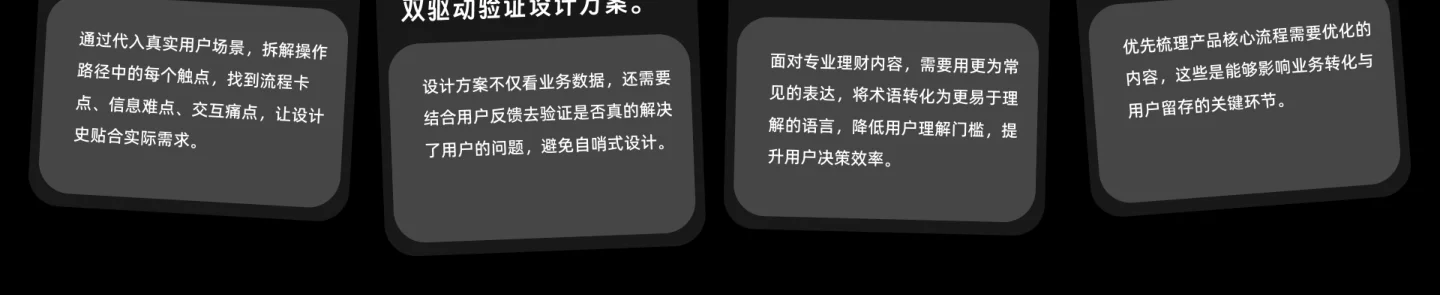 双驱动验证设计方案。
通过代入真实用户场景，拆解操作
路径中的每个触点，找到流程卡
点、信息难点、交互痛点，让设计
史贴合实际需求。
设计方案不仅看业务数据，还需要
结合用户反馈去验证是否真的解决
了用户的问题，避免自哨式设计。
面对专业理财内容，需要用更为常
见的表达，将术语转化为更易于理
解的语言，降低用户理解门槛，提
升用户决策效率。
优先梳理产品核心流程需要优化的
内容，这些是能够影响业务转化与
用户留存的关键环节。